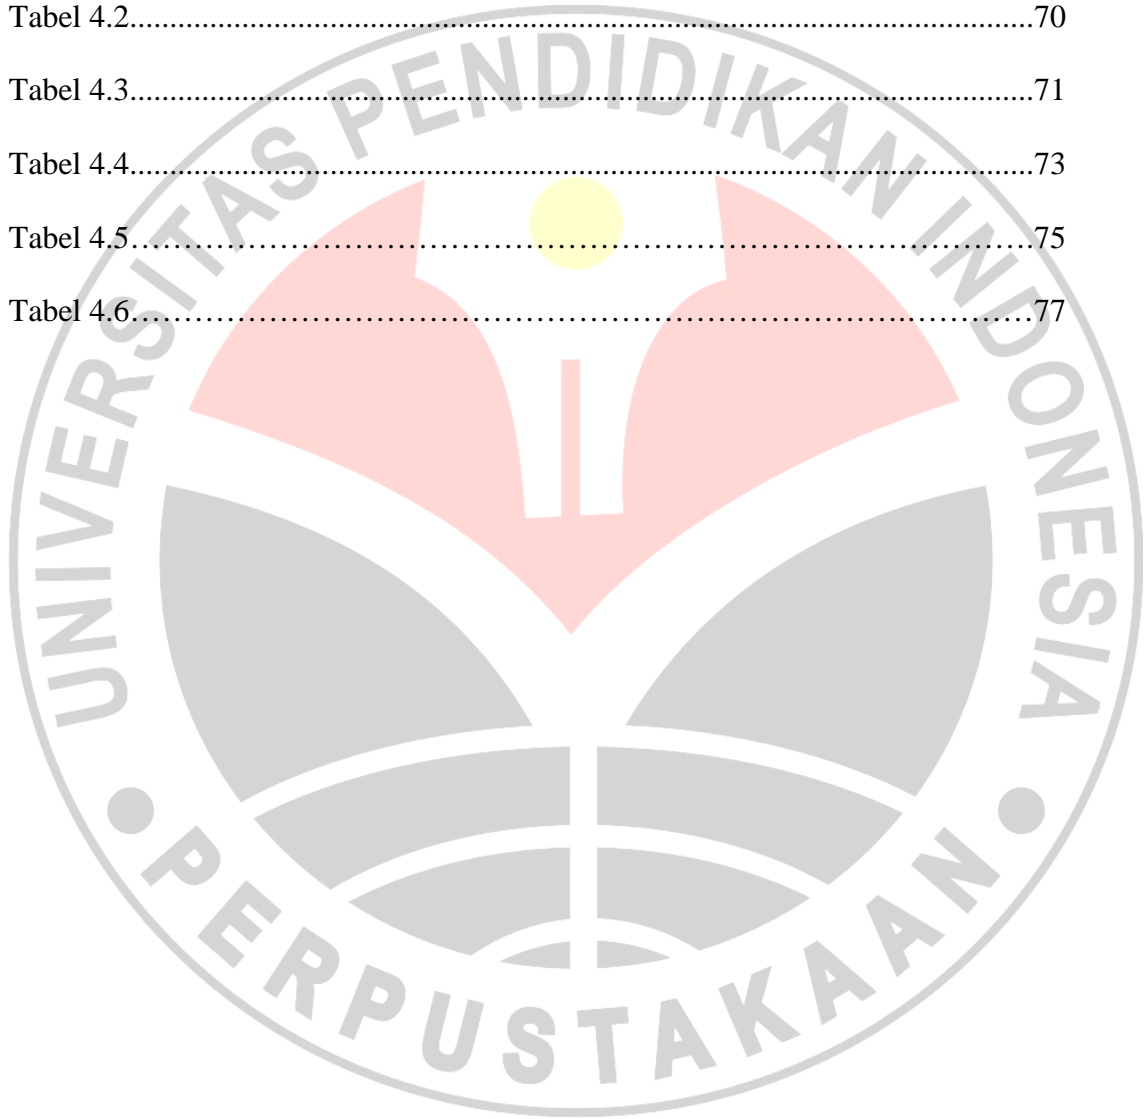 Tabel 4.2.....................................................................................................................70
Tabel 4.3.....................................................................................................................71
Tabel 4.4.....................................................................................................................73
Tabel 4.5……………………………………………………………………………75
Tabel 4.6……………………………………………………………………………77
UNIVERSITAS PENDIDIKAN INDONESIA
PERPUSTAKAAN